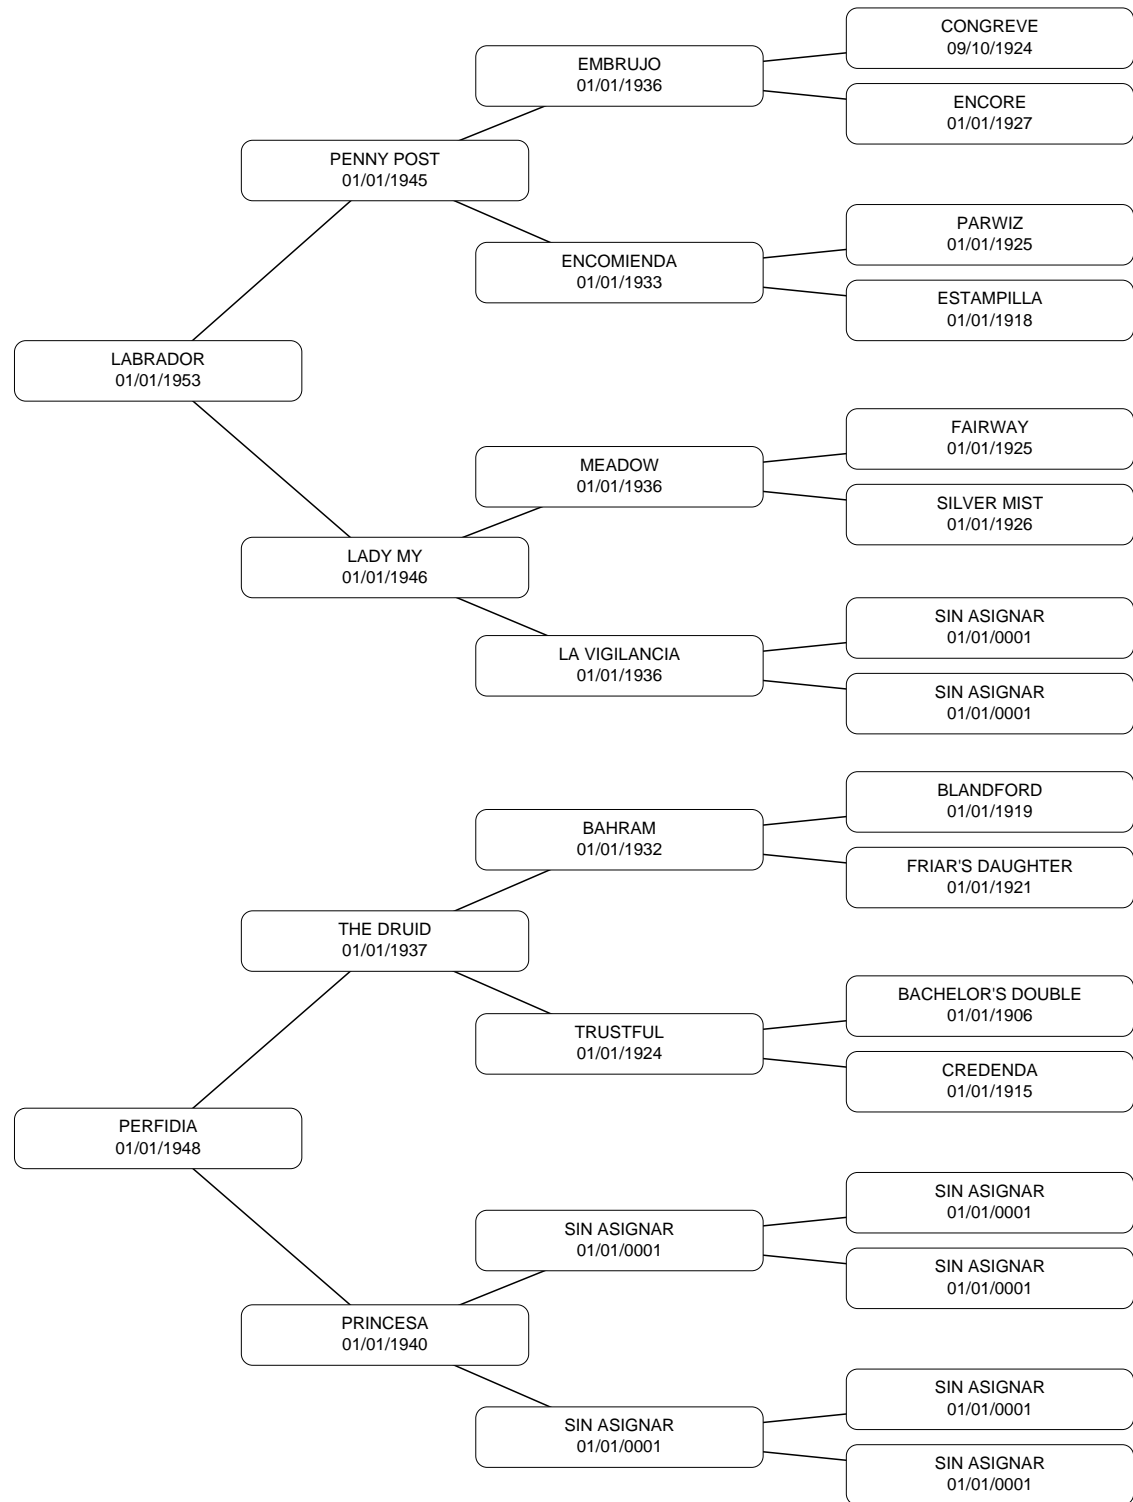 CONGREVE
09/10/1924
EMBRUJO
01/01/1936
ENCORE
01/01/1927
PENNY POST
01/01/1945
PARWIZ
01/01/1925
ENCOMIENDA
01/01/1933
ESTAMPILLA
01/01/1918
LABRADOR
01/01/1953
FAIRWAY
01/01/1925
MEADOW
01/01/1936
SILVER MIST
01/01/1926
LADY MY
01/01/1946
SIN ASIGNAR
01/01/0001
LA VIGILANCIA
01/01/1936
SIN ASIGNAR
01/01/0001
BLANDFORD
01/01/1919
BAHRAM
01/01/1932
FRIAR'S DAUGHTER
01/01/1921
THE DRUID
01/01/1937
BACHELOR'S DOUBLE
01/01/1906
TRUSTFUL
01/01/1924
CREDENDA
01/01/1915
PERFIDIA
01/01/1948
SIN ASIGNAR
01/01/0001
SIN ASIGNAR
01/01/0001
SIN ASIGNAR
01/01/0001
PRINCESA
01/01/1940
SIN ASIGNAR
01/01/0001
SIN ASIGNAR
01/01/0001
SIN ASIGNAR
01/01/0001